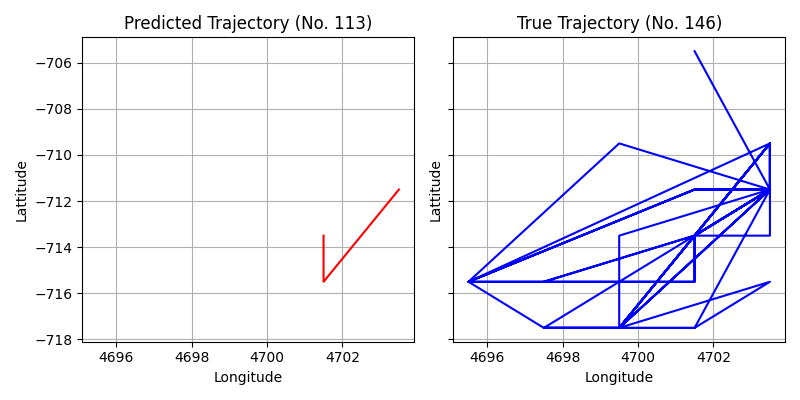 Predicted Trajectory (No. 113)
True Trajectory (No. 146)
−706
−708
−710
−712
−714
−716
−718
Lattitude
Lattitude
4696
4698
4700
4702
4696
4698
4700
4702
Longitude
Longitude